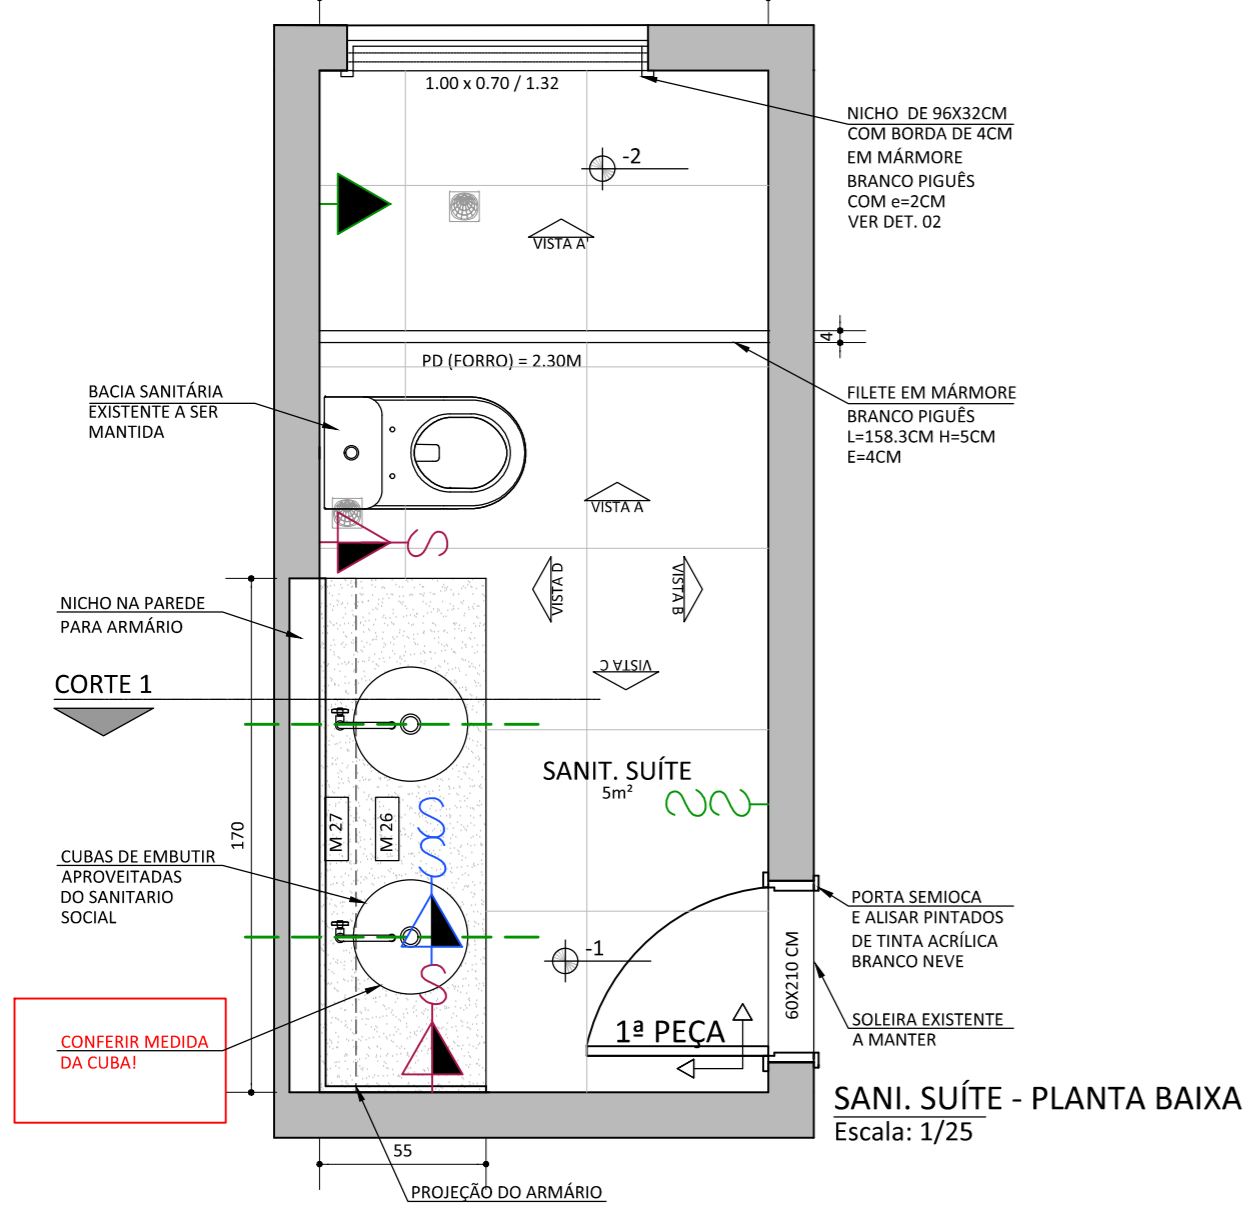 1.00 x 0.70 / 1.32
NICHO DE 96X32CM
COM BORDA DE 4CM
EM MÁRMORE
BRANCO PIGUÊS
COM e=2CM
VER DET. 02
-2
VISTA A'
4
PD (FORRO) = 2.30M
BACIA SANITÁRIA
EXISTENTE A SER
MANTIDA
FILETE EM MÁRMORE
BRANCO PIGUÊS
L=158.3CM H=5CM
E=4CM
VISTA A
S
VISTA D
VISTA B
NICHO NA PAREDE
PARA ARMÁRIO
VISTA C
CORTE 1
SANIT. SUÍTE
5m²
SS
170
M 27
M 26
SSS
CUBAS DE EMBUTIR
APROVEITADAS
DO SANITARIO
SOCIAL
PORTA SEMIOCA
E ALISAR PINTADOS
DE TINTA ACRÍLICA
BRANCO NEVE
-1
60X210 CM
S
CONFERIR MEDIDA
DA CUBA!
1ª PEÇA
SOLEIRA EXISTENTE
A MANTER
SANI. SUÍTE - PLANTA BAIXA
Escala: 1/25
55
PROJEÇÃO DO ARMÁRIO